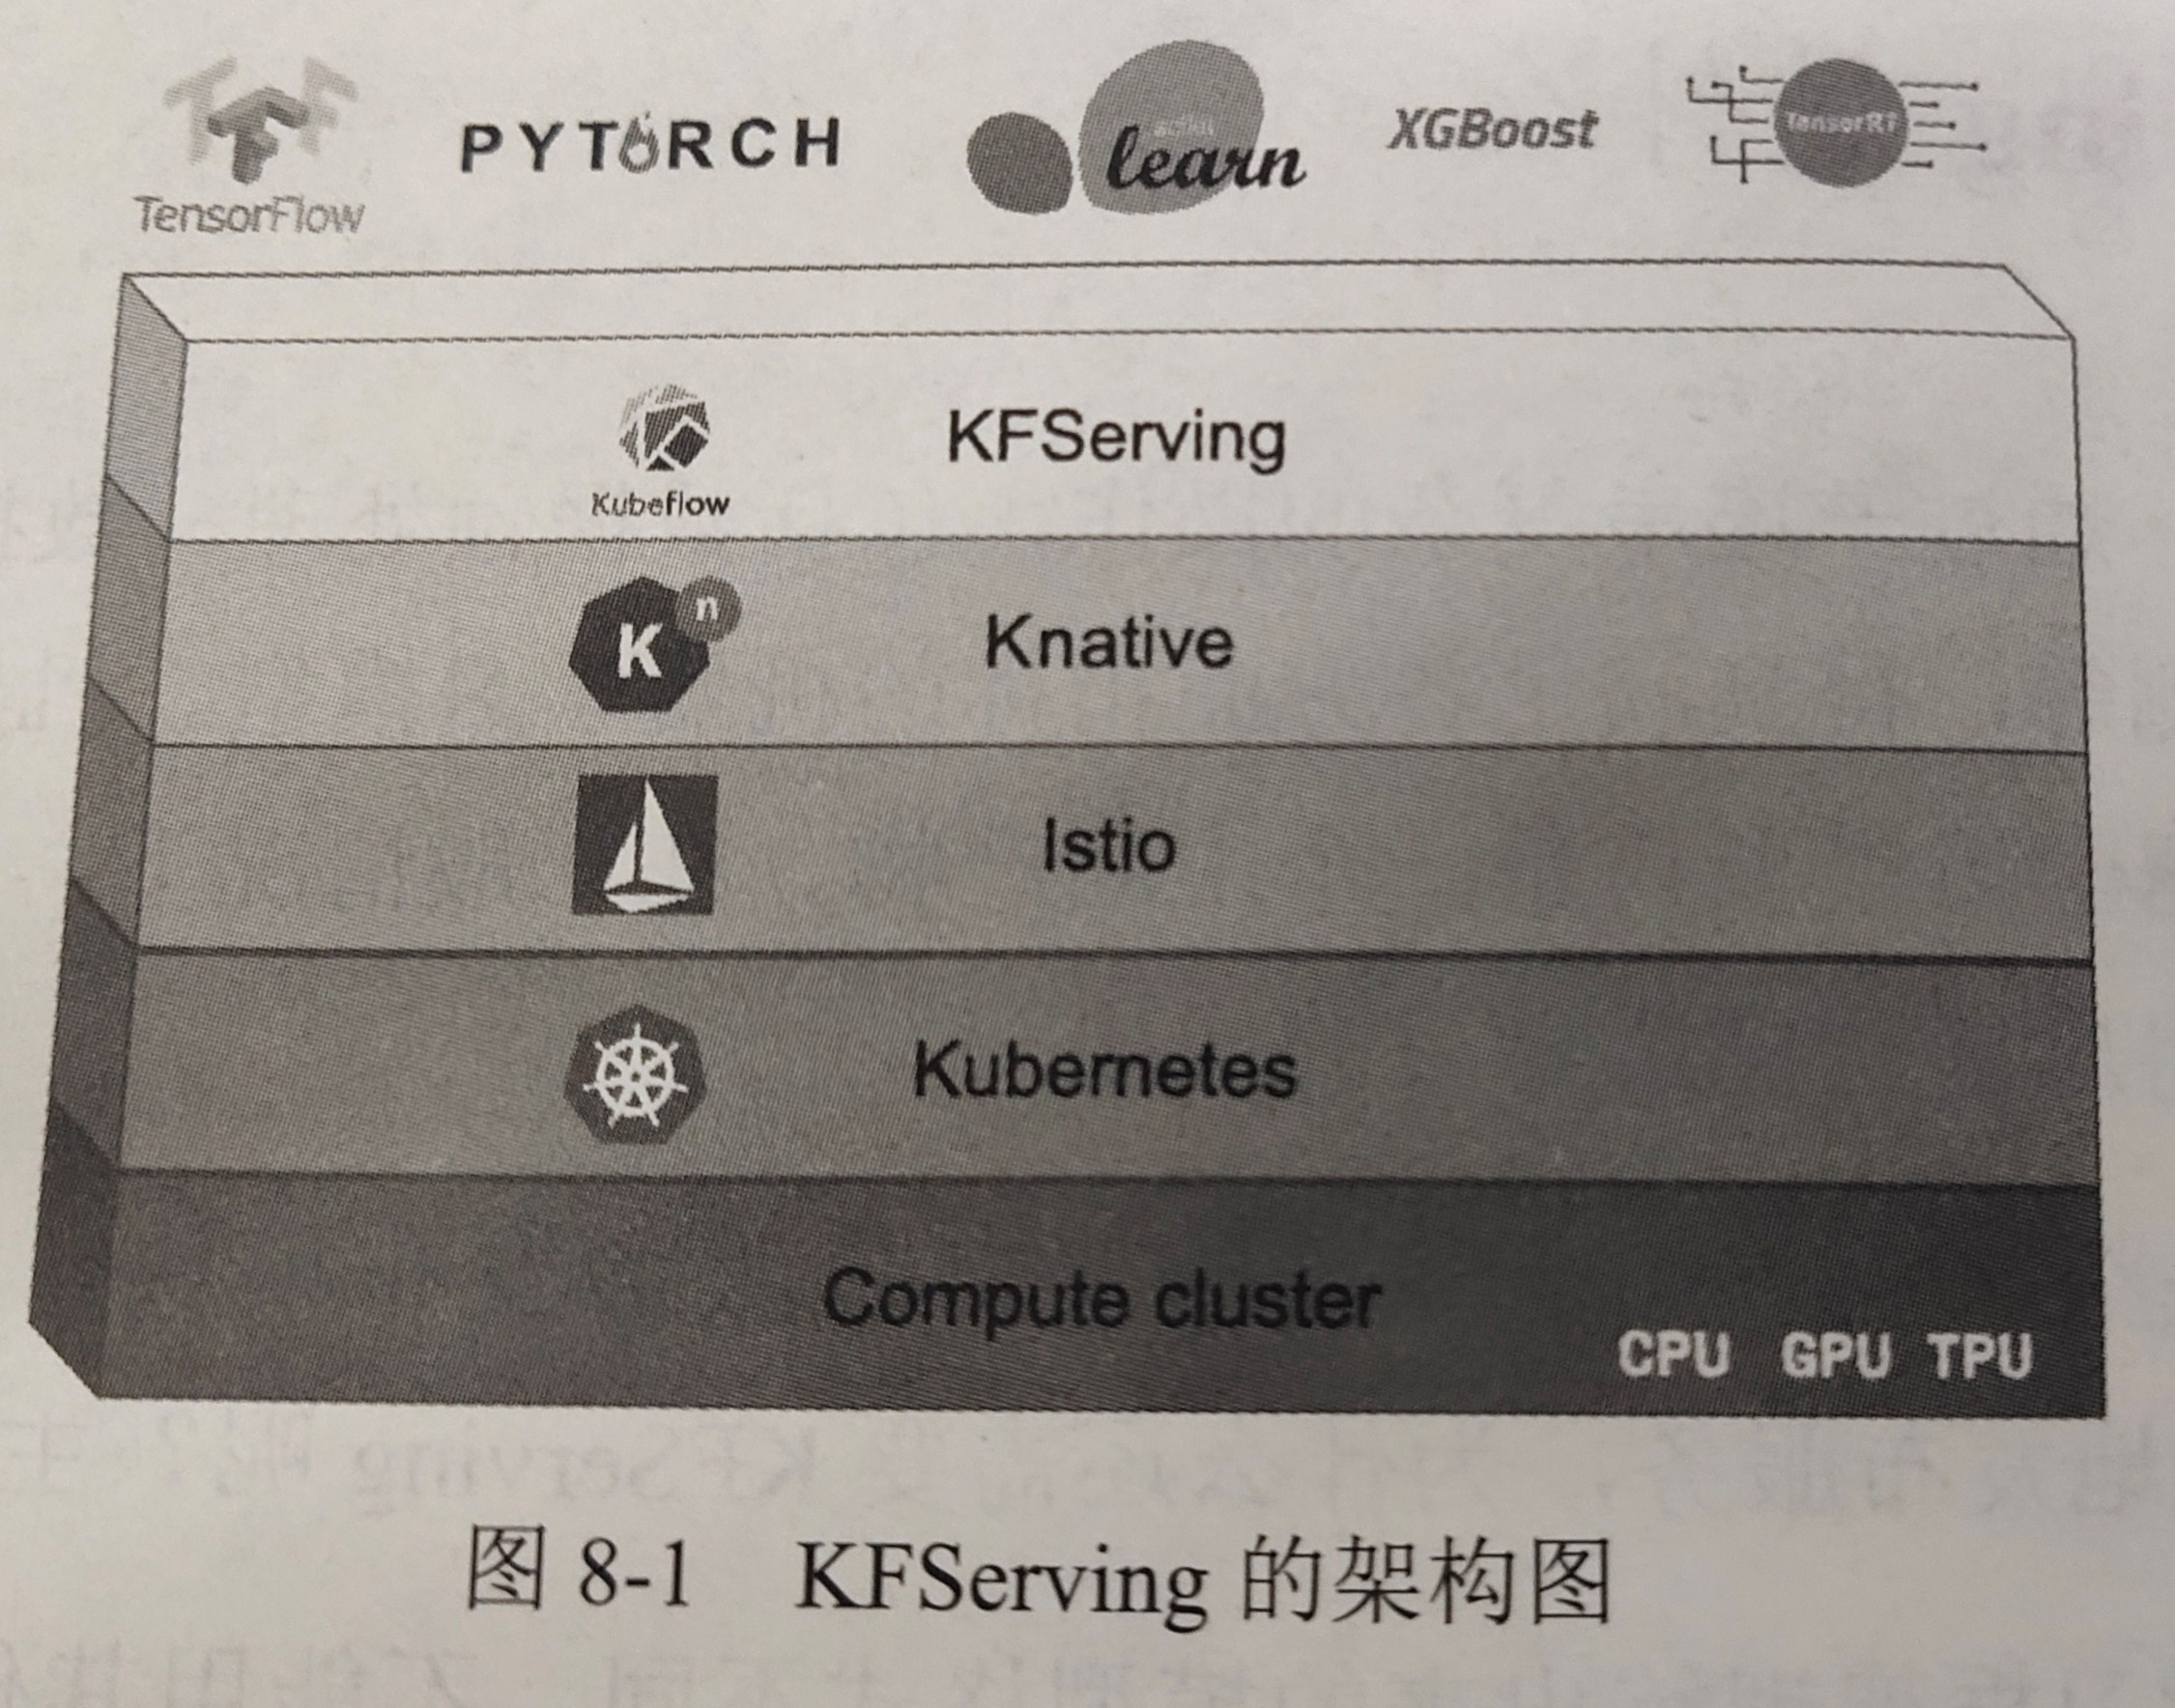 TensorFlow
PYTORCH
scikit
learn
XGBoost
TensorRT
KFServing
Kubeflow
n
K
Knative
Istio
Kubernetes
Compute cluster
CPU GPU TPU
图 8-1 KFServing 的架构图